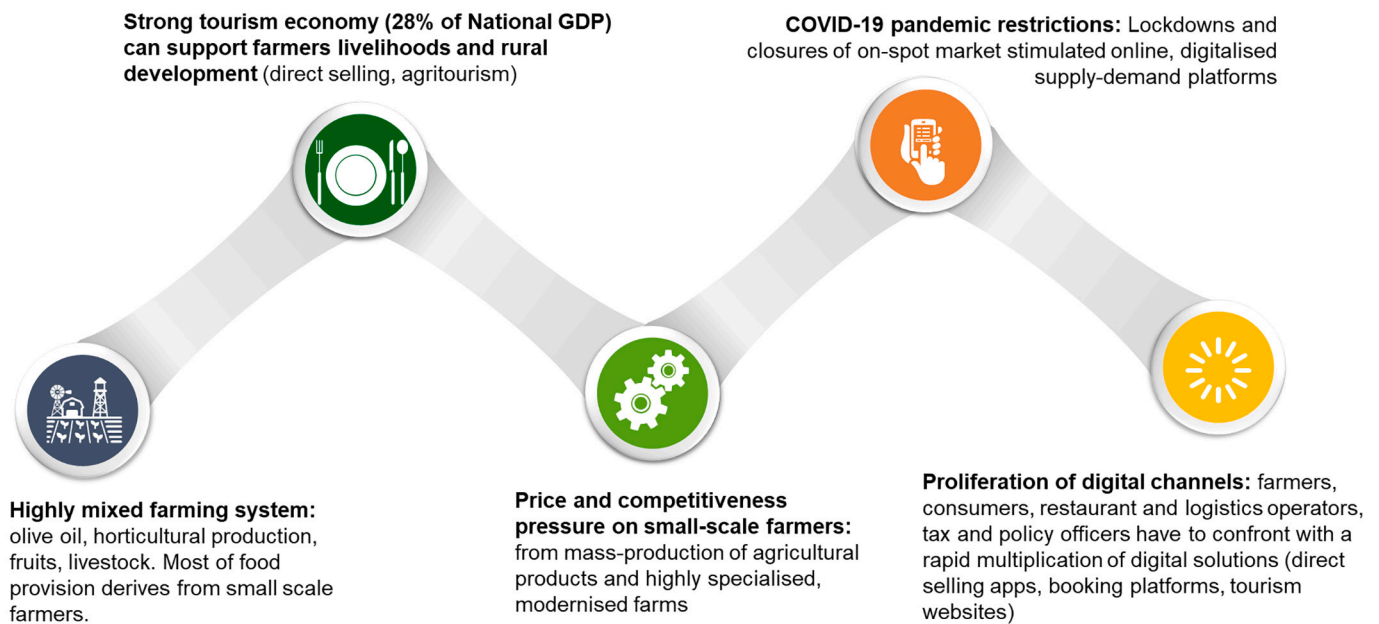 Strong tourism economy (28% of National GDP)
can support farmers livelihoods and rural
development (direct selling, agritourism)
COVID-19 pandemic restrictions: Lockdowns and
closures of on-spot market stimulated online, digitalised
supply-demand platforms
Highly mixed farming system:
olive oil, horticultural production,
fruits, livestock. Most of food
provision derives from small scale
farmers.
Price and competitiveness
pressure on small-scale farmers:
from mass-production of agricultural
products and highly specialised,
modernised farms
Proliferation of digital channels: farmers,
consumers, restaurant and logistics operators,
tax and policy officers have to confront with a
rapid multiplication of digital solutions (direct
selling apps, booking platforms, tourism
websites)